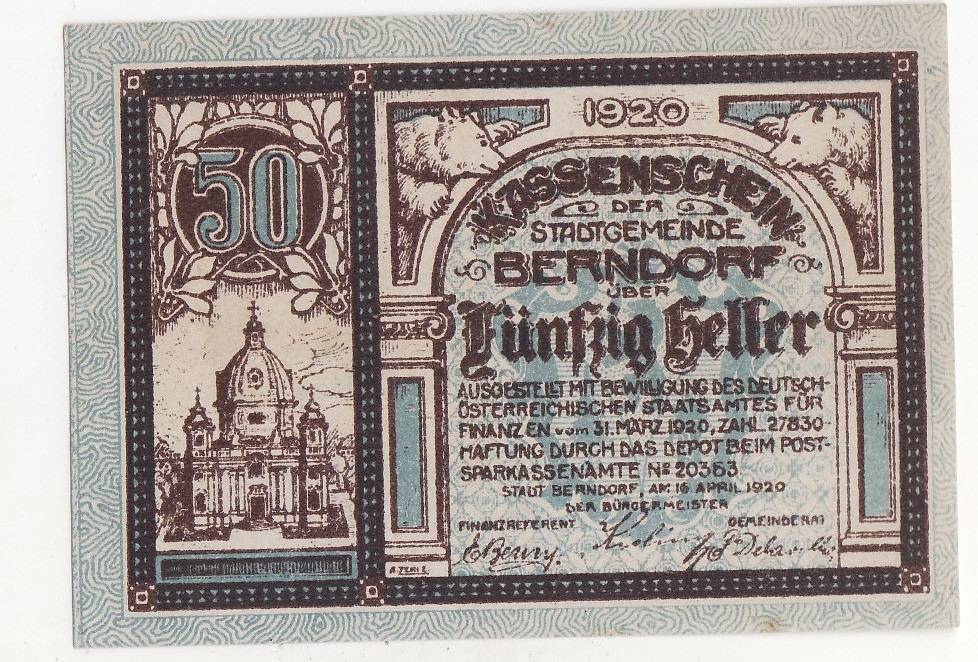 50
1920
KASSENSCHEIN
DER
STADTGEMEINDE
BERNDORF
ÜBER
Fünfzig Heller
AUSGESTELLT MIT BEWILLIGUNG DES DEUTSCH-
ÖSTERREICHISCHEN STAATSAMTES FÜR
FINANZEN vom 31. MÄRZ 1920, ZAHL 27830-
HAFTUNG DURCH DAS DEPOT BEIM POST-
SPARKASSENAMTE No 20363.
STADT BERNDORF, AM 16 APRIL 1920
DER BÜRGERMEISTER
FINANZREFERENT GEMEINDERAT